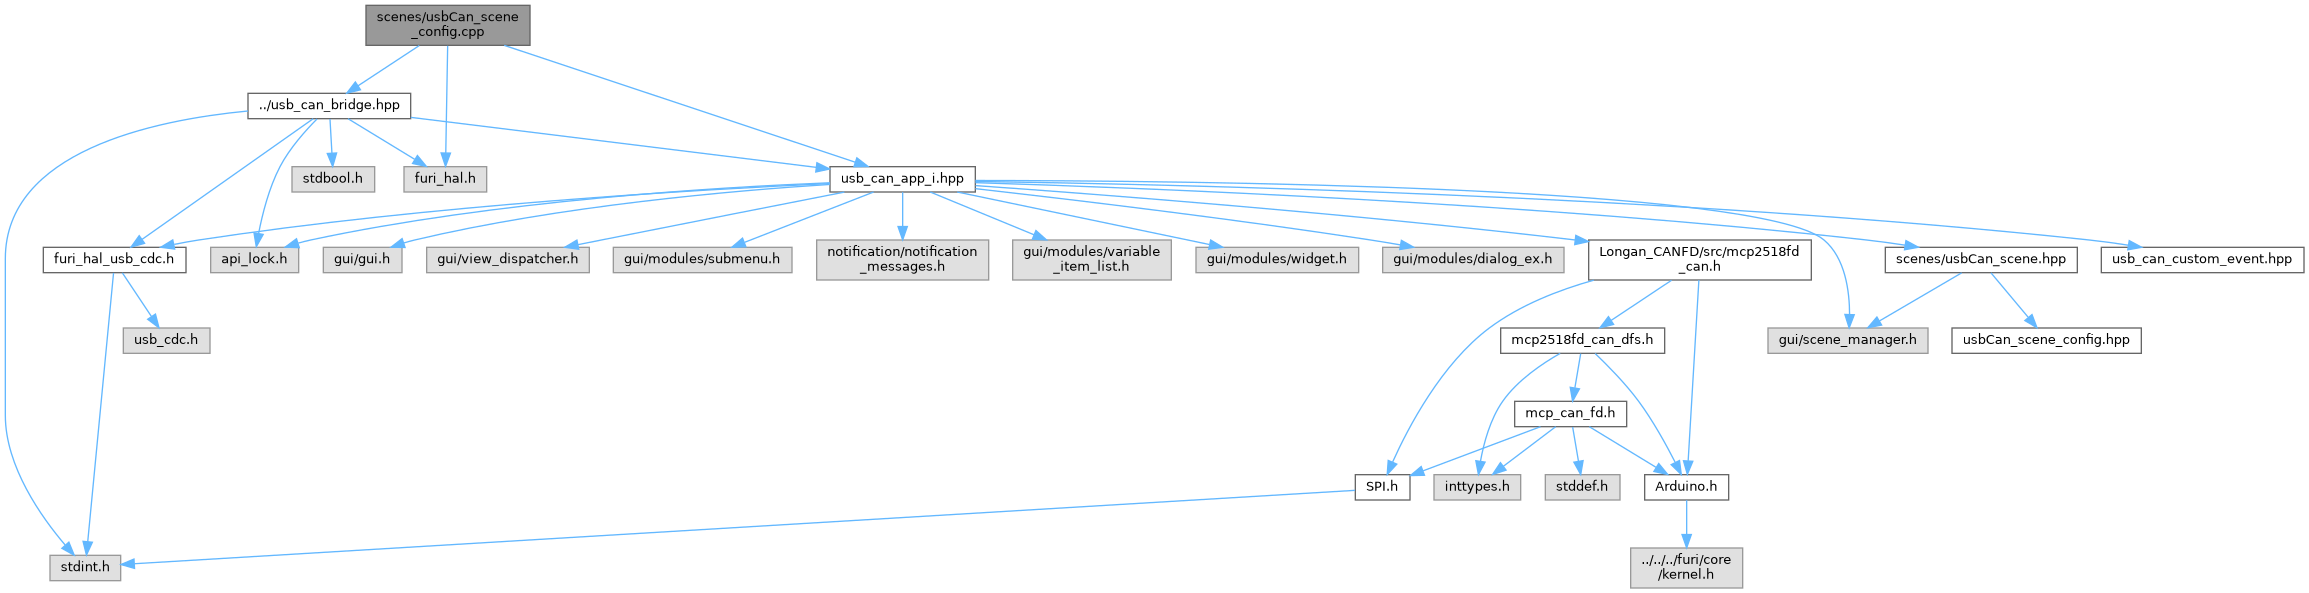 scenes/usbCan_scene
_config.cpp
../usb_can_bridge.hpp
stdbool.h
furi_hal.h
usb_can_app_i.hpp
furi_hal_usb_cdc.h
api_lock.h
gui/gui.h
gui/view_dispatcher.h
gui/modules/submenu.h
notification/notification
_messages.h
gui/modules/variable
_item_list.h
gui/modules/widget.h
gui/modules/dialog_ex.h
Longan_CANFD/src/mcp2518fd
_can.h
scenes/usbCan_scene.hpp
usb_can_custom_event.hpp
usb_cdc.h
mcp2518fd_can_dfs.h
gui/scene_manager.h
usbCan_scene_config.hpp
mcp_can_fd.h
SPI.h
inttypes.h
stddef.h
Arduino.h
stdint.h
../../../furi/core
/kernel.h